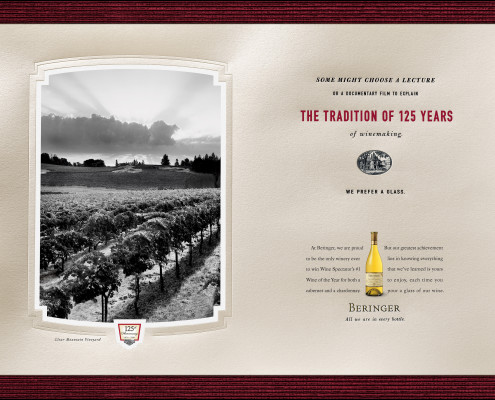 SOME MIGHT CHOOSE A LECTURE
OR A DOCUMENTARY FILM TO EXPLAIN
THE TRADITION OF 125 YEARS
of winemaking.
WE PREFER A GLASS.
At Beringer, we are proud
to be the only winery ever
to win Wine Spectator's #1
Wine of the Year for both a
cabernet and a chardonnay.
But our greatest achievement
lies in knowing everything
that we've learned is yours
to enjoy, each time you
pour a glass of our wine.
BERINGER
All we are in every bottle.
125
Vineyard